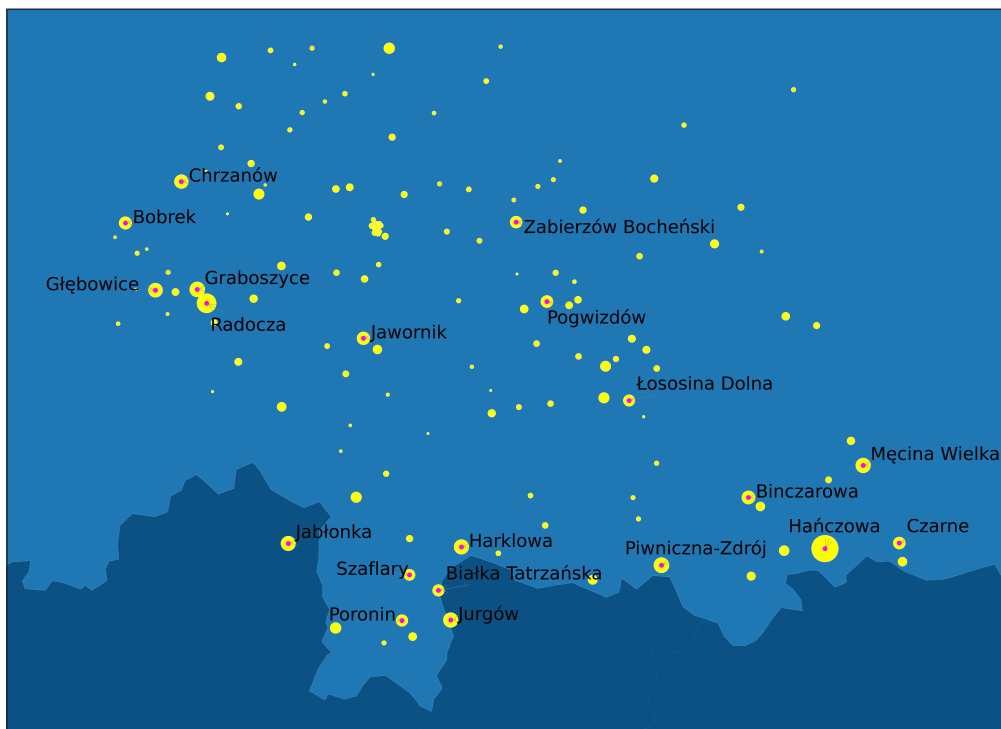 Chrzanów
Bobrek
Zabierzów Bocheński
Głębowice
Graboszyce
Radocza
Pogwizdów
Jawornik
Łososina Dolna
Męcina Wielka
Binczarowa
Jabłonka
Harklowa
Hańczowa
Czarne
Piwniczna-Zdrój
Szaflary
Białka Tatrzańska
Poronin
Jurgów